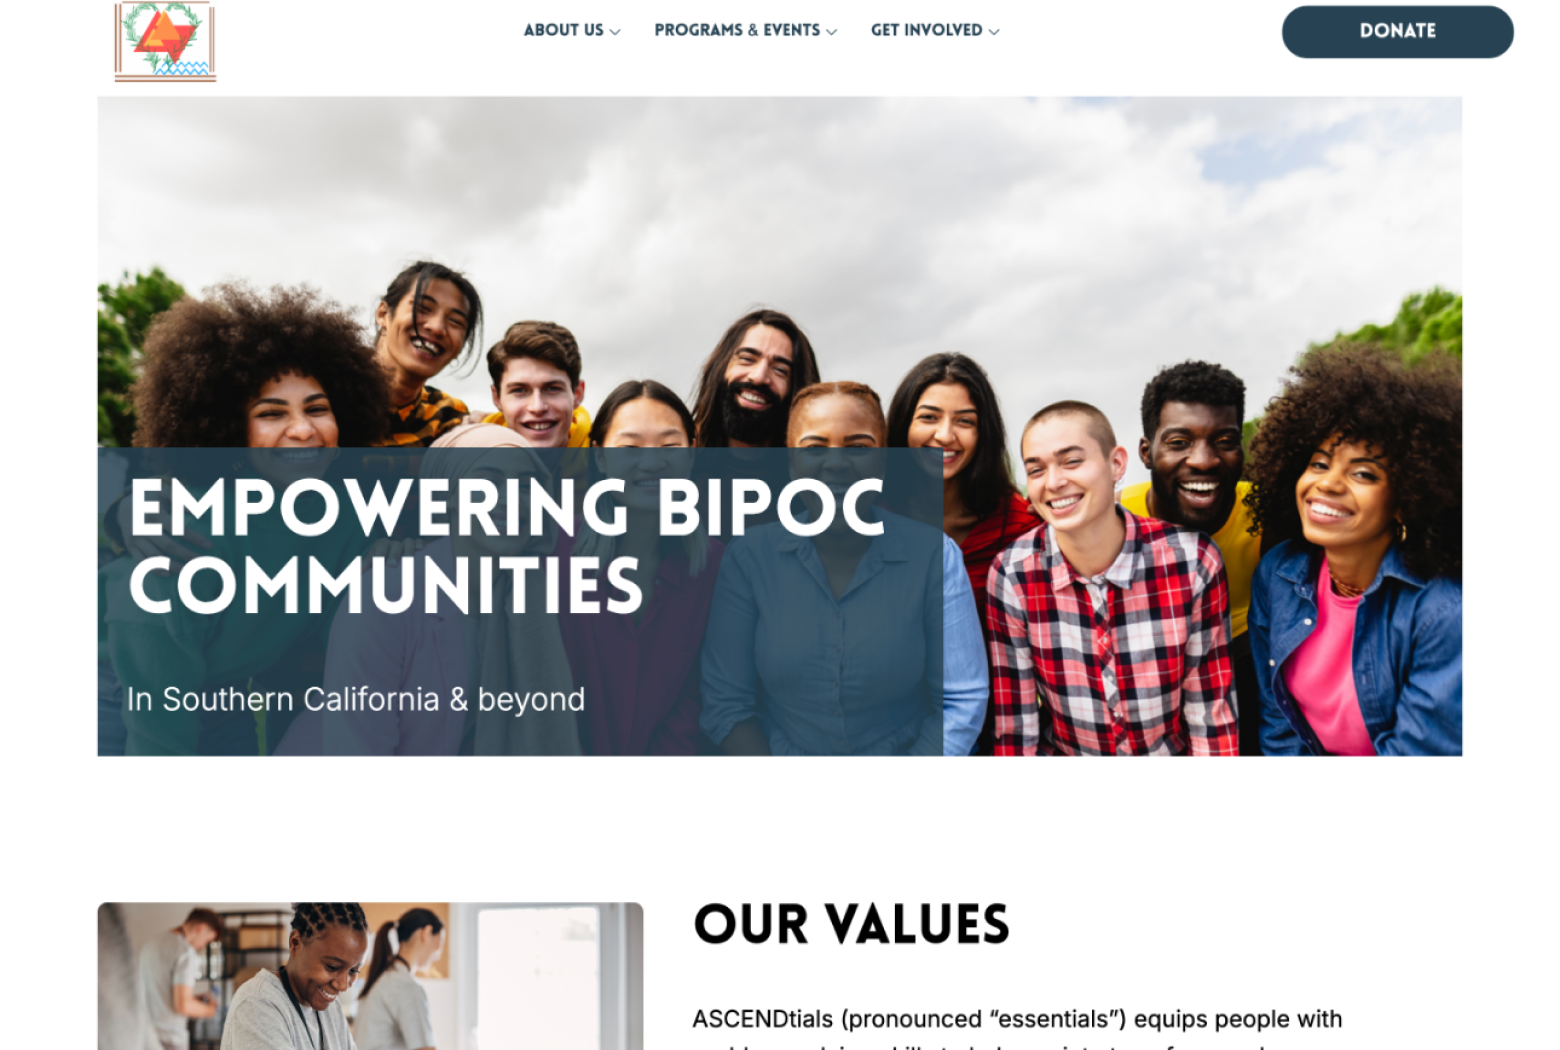 ABOUT US
PROGRAMS & EVENTS
GET INVOLVED
DONATE
EMPOWERING BIPOC
COMMUNITIES
In Southern California & beyond
OUR VALUES
ASCENDtials (pronounced “essentials”) equips people with